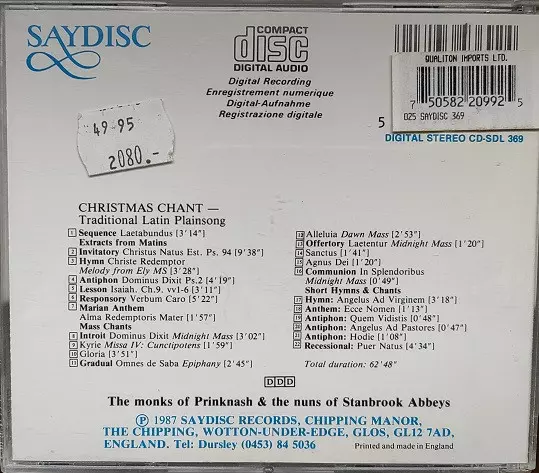 SAYDISC
COMPACT
disc
DIGITAL AUDIO
Digital Recording
Enregistrement numerique
Digital-Aufnahme
Registrazione digitale
QUALITON IMPORTS LTD.
7 50582 20992 5
D25 SAYDISC 369
5
DIGITAL STEREO CD-SDL 369
49-95
2080.-
CHRISTMAS CHANT —
Traditional Latin Plainsong
1 Sequence Laetabundus [3'14"]
Extracts from Matins
2 Invitatory Christus Natus Est. Ps. 94 [9'38"]
3 Hymn Christe Redemptor
Melody from Ely MS [3'28"]
4 Antiphon Dominus Dixit Ps.2 [4'19"]
5 Lesson Isaiah. Ch.9. vv1-6 [3'11"]
6 Responsory Verbum Caro [5'22"]
7 Marian Anthem
Alma Redemptoris Mater [1'57"]
Mass Chants
8 Introit Dominus Dixit Midnight Mass [3'02"]
9 Kyrie Missa IV: Cunctipotens [1'59"]
10 Gloria [3'51"]
11 Gradual Omnes de Saba Epiphany [2'45"]
12 Alleluia Dawn Mass [2'53"]
13 Offertory Laetentur Midnight Mass [1'20"]
14 Sanctus [1'41"]
15 Agnus Dei [1'20"]
16 Communion In Splendoribus
Midnight Mass [0'49"]
Short Hymns & Chants
17 Hymn: Angelus Ad Virginem [3'18"]
18 Anthem: Ecce Nomen [1'13"]
19 Antiphon: Quem Vidistis [0'48"]
20 Antiphon: Angelus Ad Pastores [0'47"]
21 Antiphon: Hodie [1'08"]
22 Recessional: Puer Natus [4'34"]
Total duration: 62'48"
DDD
The monks of Prinknash & the nuns of Stanbrook Abbeys
Ⓟ 1987 SAYDISC RECORDS, CHIPPING MANOR,
THE CHIPPING, WOTTON-UNDER-EDGE, GLOS, GL12 7AD,
ENGLAND. Tel: Dursley (0453) 84 5036
Printed and made in England